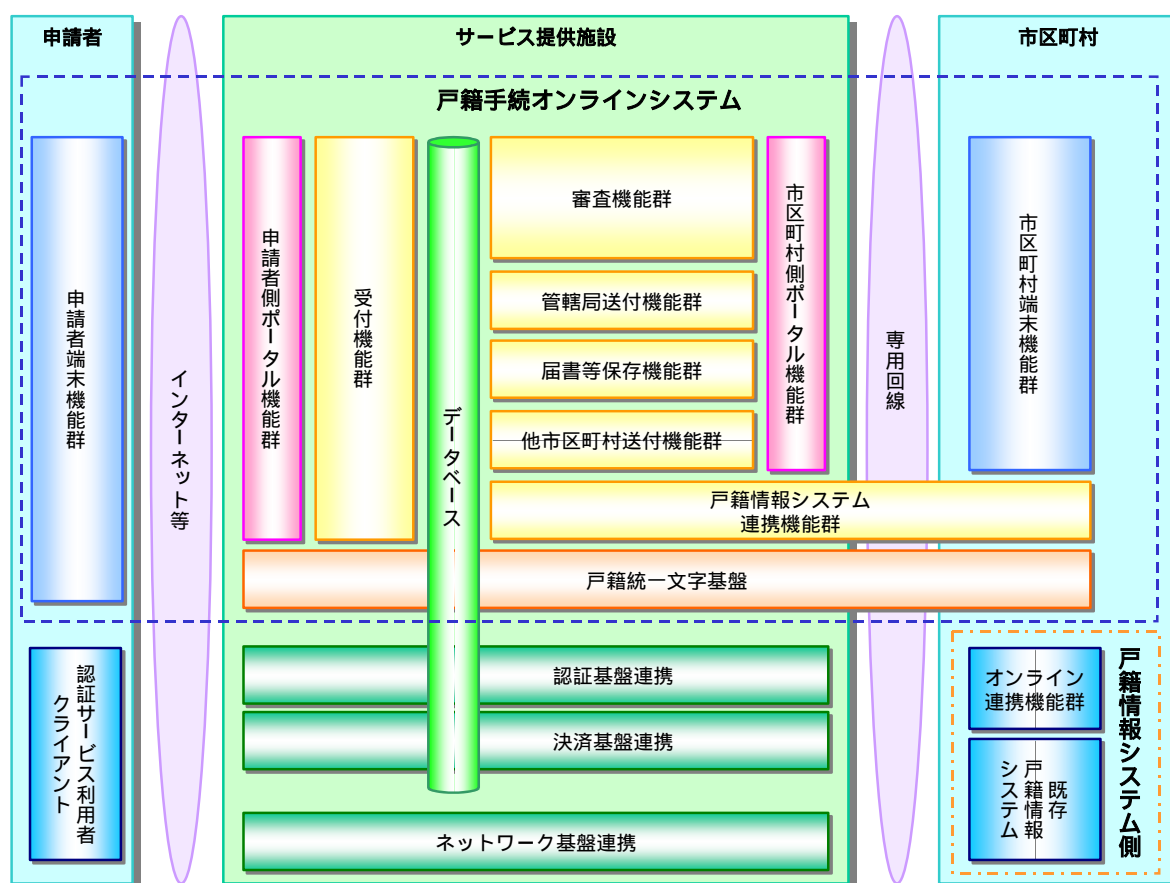 申請者
サービス提供施設
市区町村
戸籍手続オンラインシステム
申請者端末機能群
インターネット等
申請者側ポータル機能群
受付機能群
データベース
審査機能群
管轄局送付機能群
届書等保存機能群
他市区町村送付機能群
市区町村側ポータル機能群
専用回線
市区町村端末機能群
戸籍情報システム
連携機能群
戸籍統一文字基盤
認証サービス利用者
クライアント
認証基盤連携
決済基盤連携
ネットワーク基盤連携
オンライン
連携機能群
既存
戸籍情報
システム
戸籍情報システム側